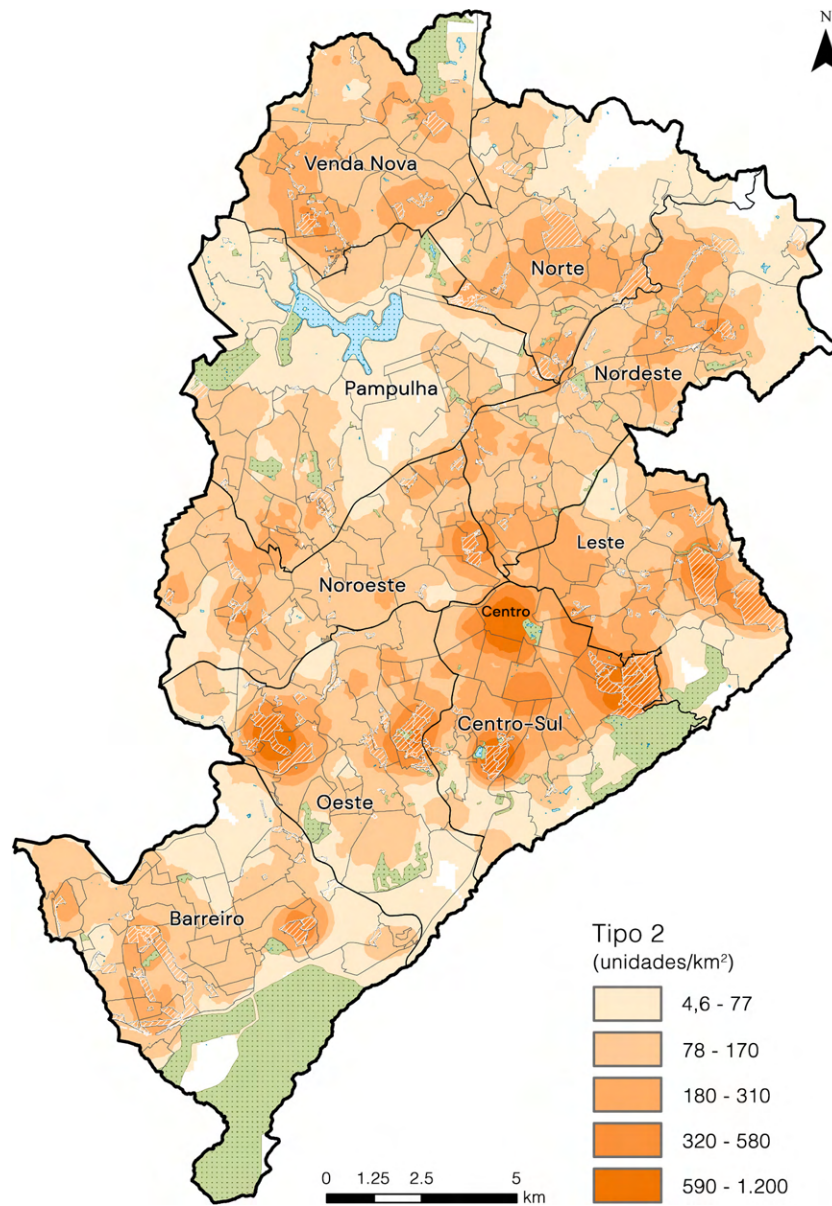 N
Venda Nova
Norte
Nordeste
Pampulha
Leste
Noroeste
Centro
Centro-Sul
Oeste
Barreiro
Tipo 2
(unidades/km²)
4,6 - 77
78 - 170
180 - 310
320 - 580
590 - 1.200
0 1.25 2.5 5
km